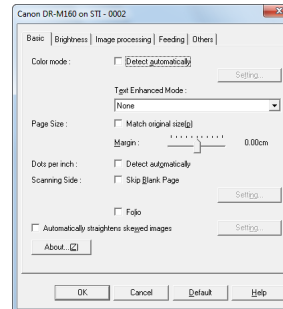 Canon DR-M160 on STI - 0002
Basic Brightness Image processing Feeding Others
Color mode : Detect automatically
Setting...
Text Enhanced Mode :
None
Page Size : Match original size(p)
Margin : 0.00cm
Dots per inch : Detect automatically
Scanning Side : Skip Blank Page
Setting...
Folio
Automatically straightens skewed images Setting...
About...(Z)
OK Cancel Default Help